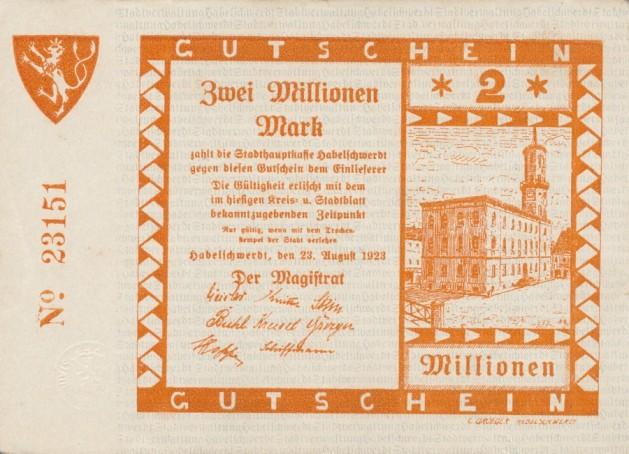 GUTSCHEIN
Zwei Millionen
Mark
zahlt die Stadthauptkasse Habelschwerdt
gegen diesen Gutschein dem Einlieferer
Die Gültigkeit erlischt mit dem
im hiesigen Kreis- u. Stadtblatt
bekanntzugebenden Zeitpunkt
Nur gültig, wenn mit dem Trocken-
stempel der Stadt versehen
Habelschwerdt, den 23. August 1923
Der Magistrat
* 2 *
Millionen
GUTSCHEIN
No 23151